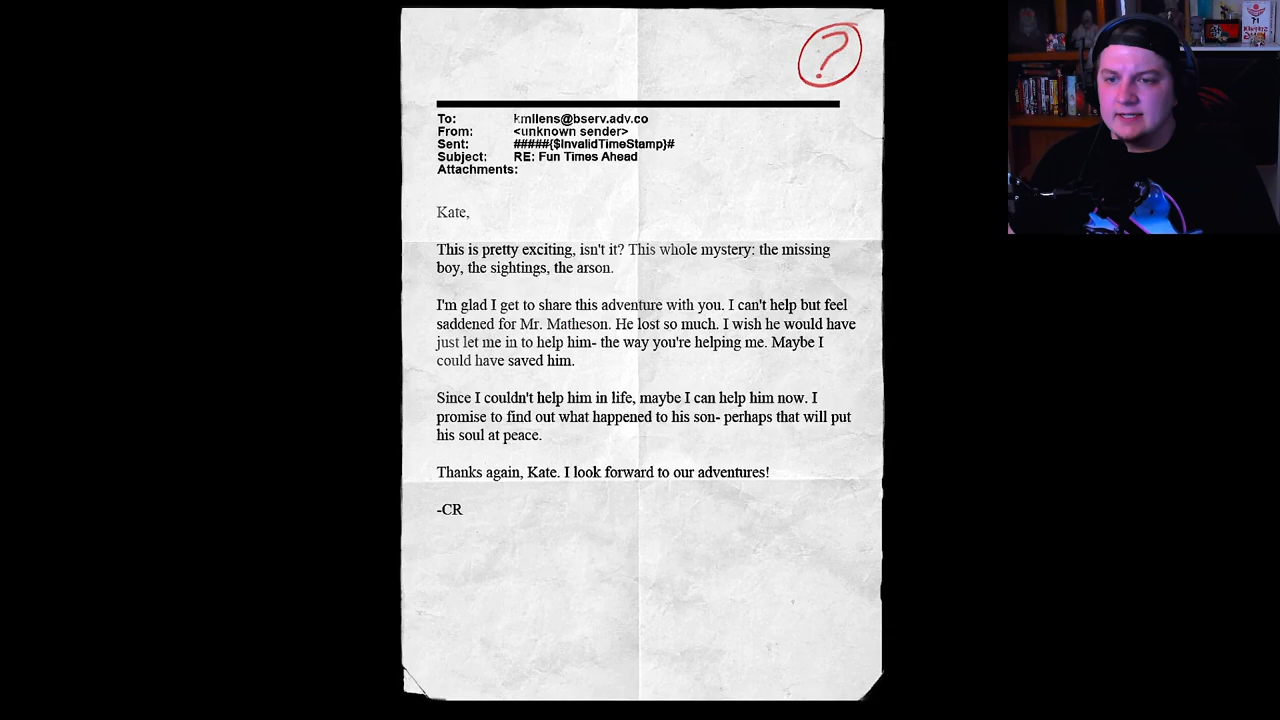 ?
To: kmilens@bserv.adv.co
From: <unknown sender>
Sent: #####{$InvalidTimeStamp}#
Subject: RE: Fun Times Ahead
Attachments:
Kate,
This is pretty exciting, isn't it? This whole mystery: the missing
boy, the sightings, the arson.
I'm glad I get to share this adventure with you. I can't help but feel
saddened for Mr. Matheson. He lost so much. I wish he would have
just let me in to help him- the way you're helping me. Maybe I
could have saved him.
Since I couldn't help him in life, maybe I can help him now. I
promise to find out what happened to his son- perhaps that will put
his soul at peace.
Thanks again, Kate. I look forward to our adventures!
-CR